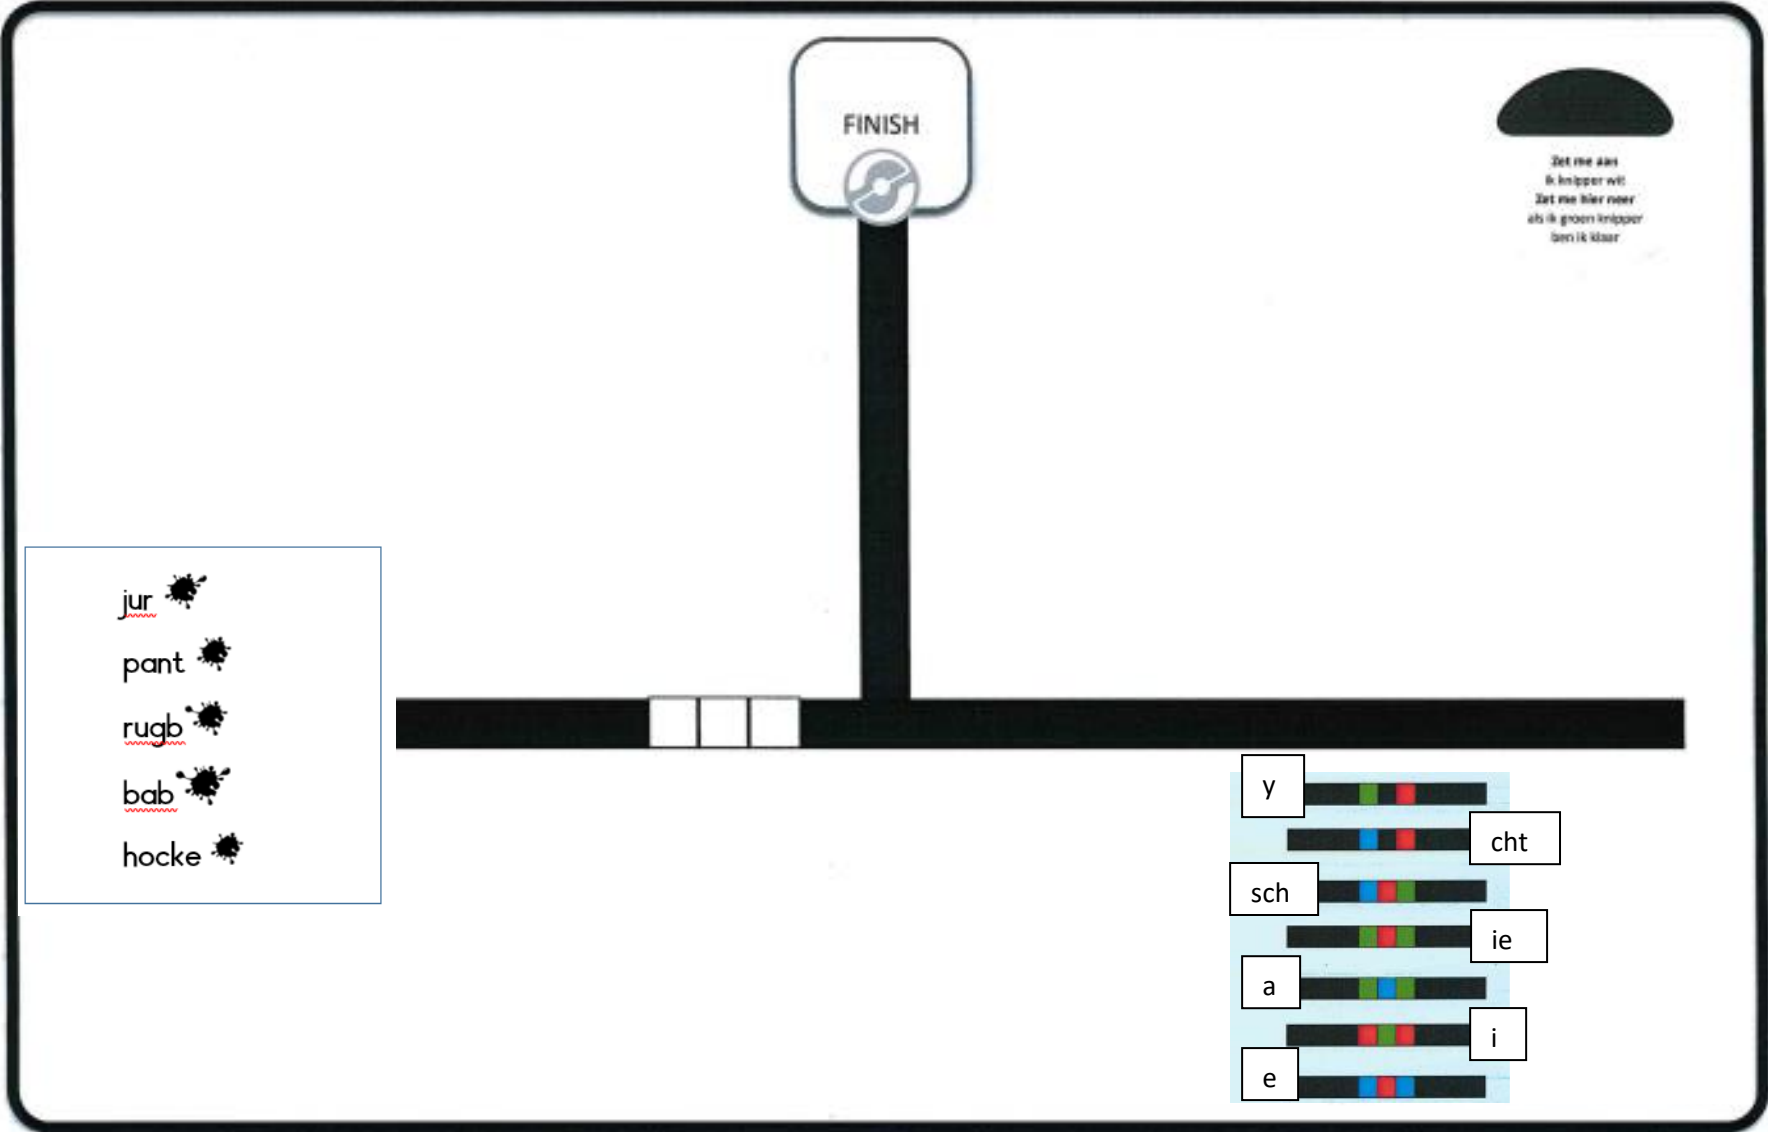 FINISH
Zet me aan
ik knipper wit
Zet me hier neer
als ik groen knipper
ben ik klaar
jur
pant
rugb
bab
hocke
y
cht
sch
ie
a
i
e